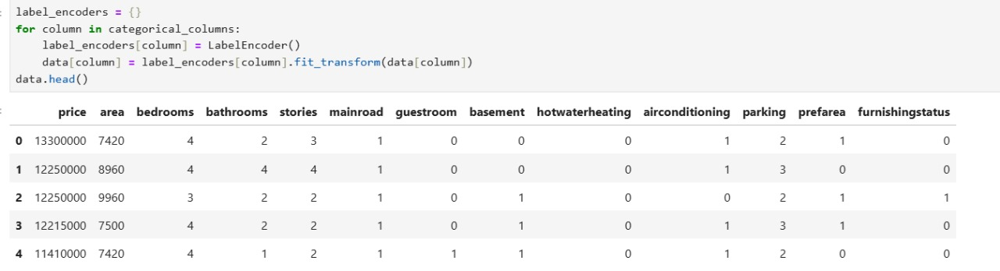 label_encoders = {}
for column in categorical_columns:
    label_encoders[column] = LabelEncoder()
    data[column] = label_encoders[column].fit_transform(data[column])
data.head()
price area bedrooms bathrooms stories mainroad guestroom basement hotwaterheating airconditioning parking prefarea furnishingstatus
0 13300000 7420 4 2 3 1 0 0 0 1 2 1 0
1 12250000 8960 4 4 4 1 0 0 0 1 3 0 0
2 12250000 9960 3 2 2 1 0 1 0 0 2 1 1
3 12215000 7500 4 2 2 1 0 1 0 1 3 1 0
4 11410000 7420 4 1 2 1 1 1 0 1 2 0 0